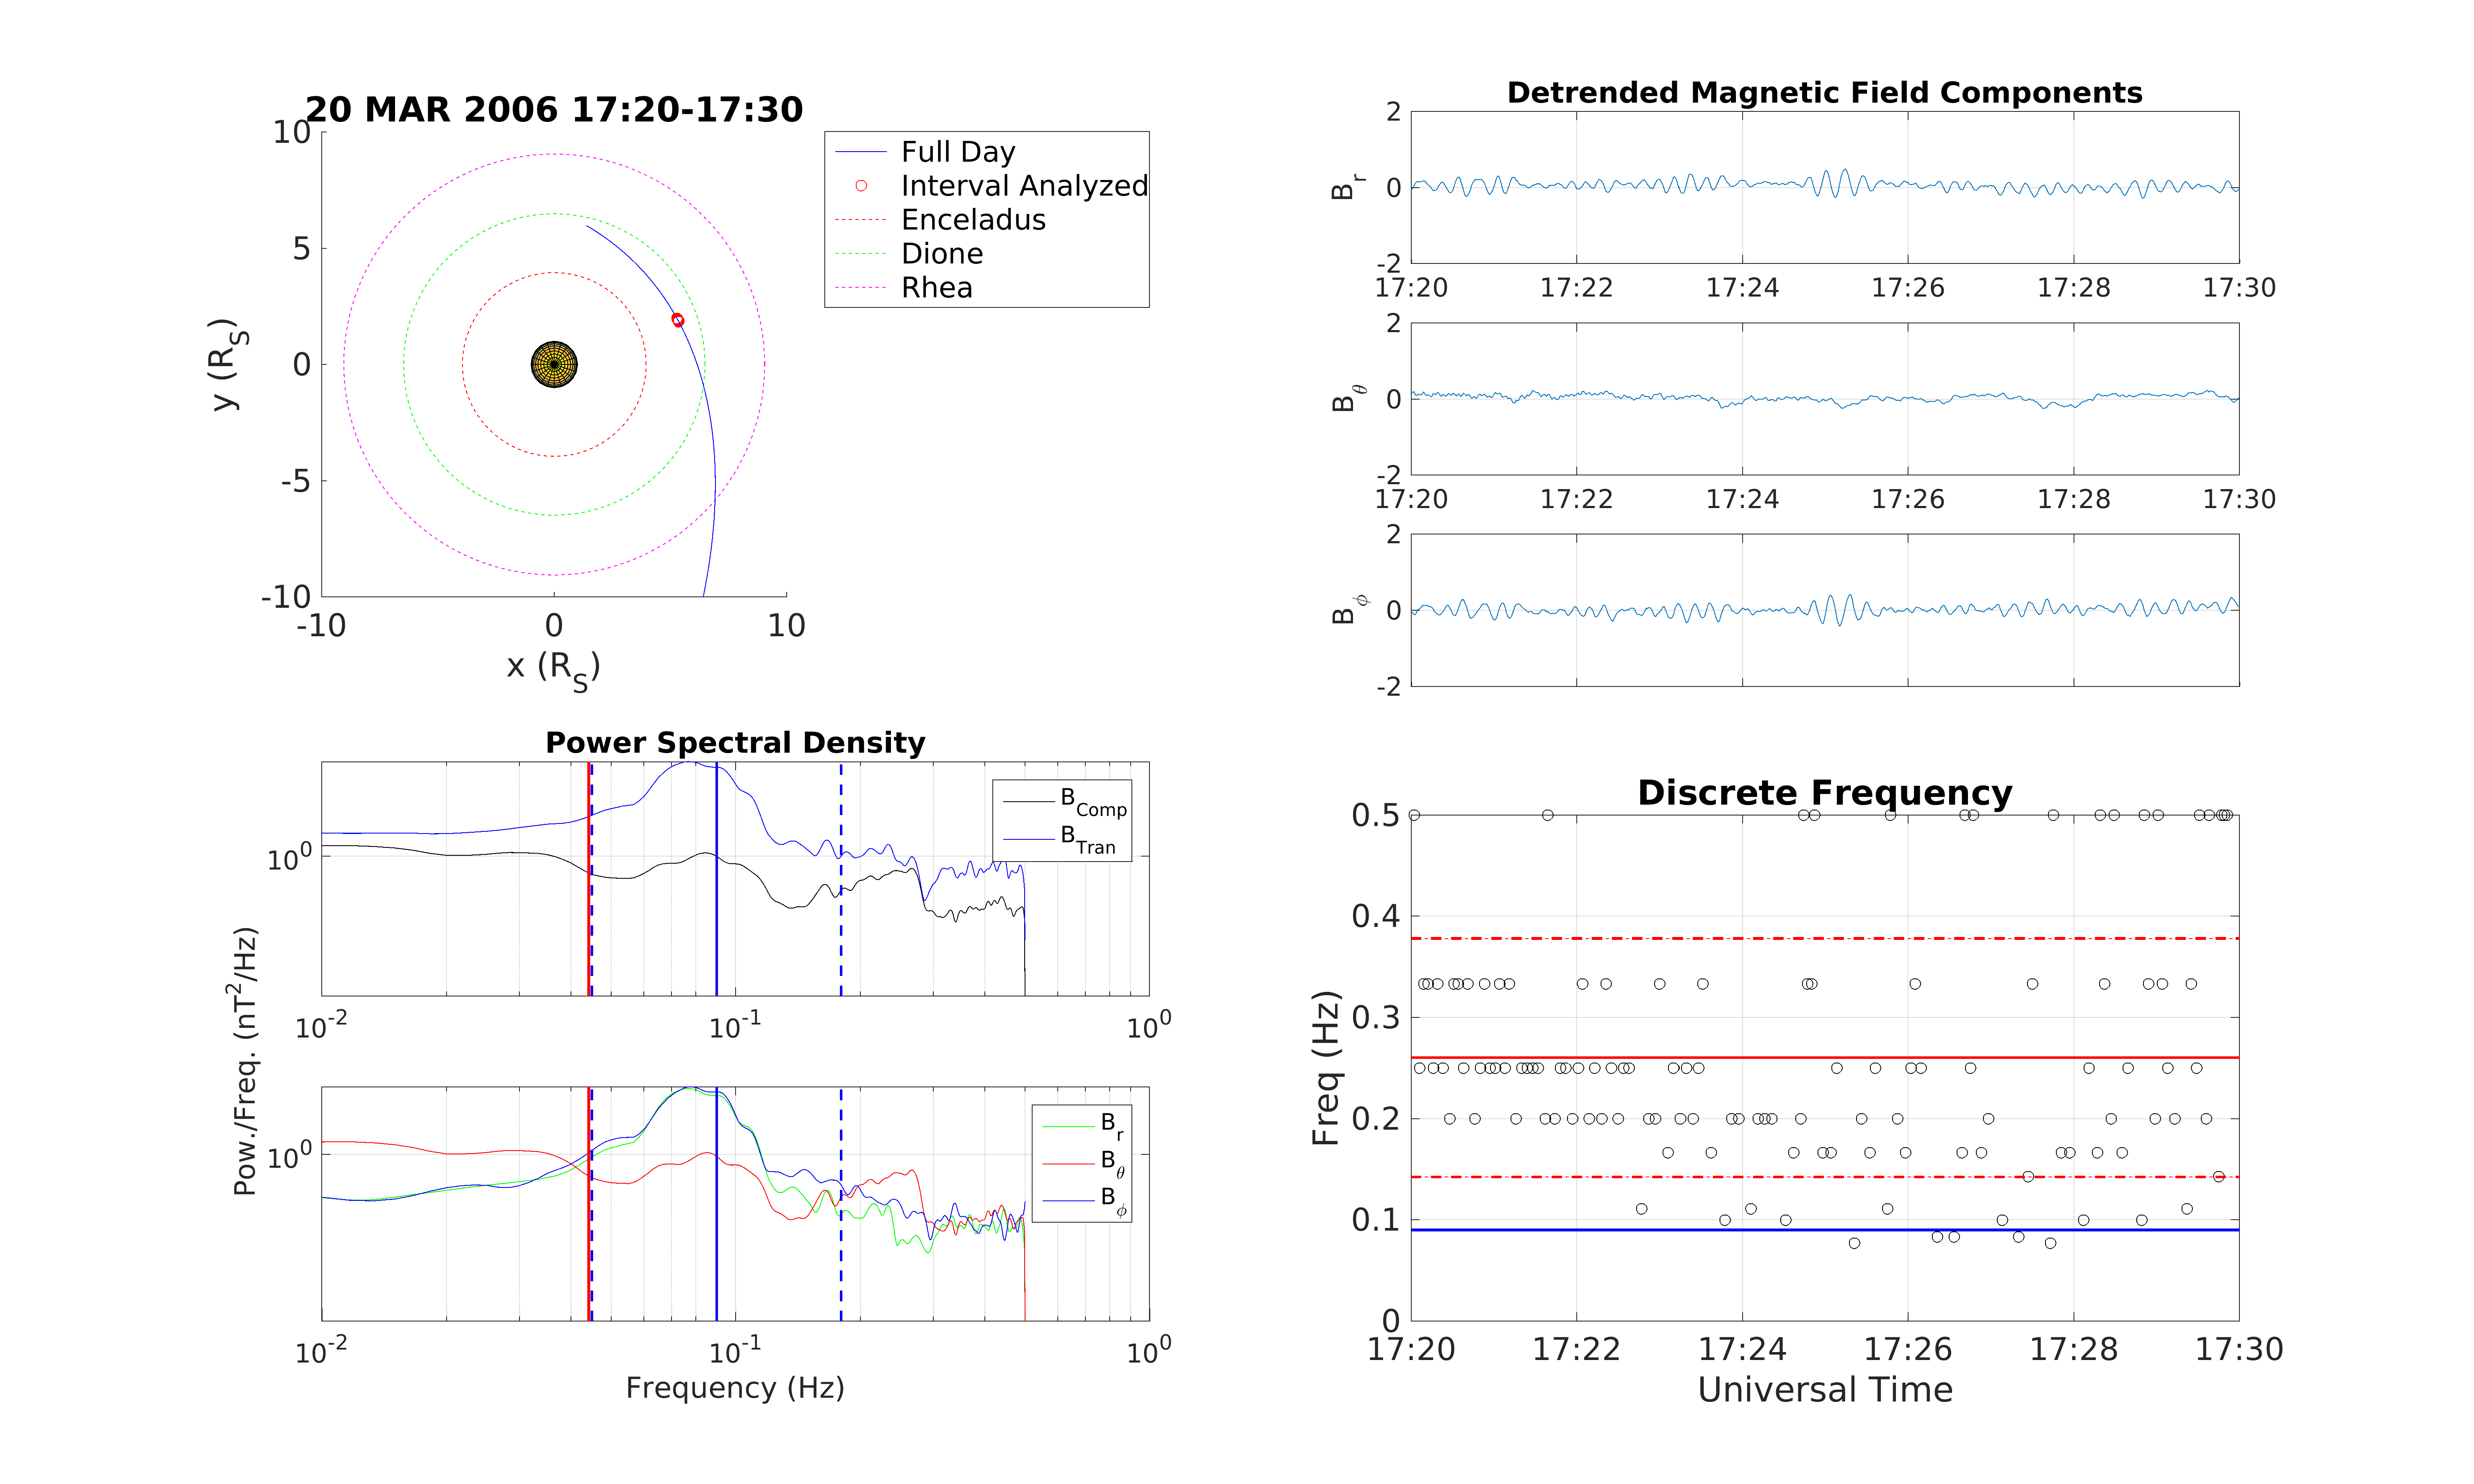 20 MAR 2006 17:20-17:30
10
5
0
-5
-10
-10
0
10
y (R_S)
x (R_S)
Full Day
Interval Analyzed
Enceladus
Dione
Rhea
Detrended Magnetic Field Components
B_r
2
0
-2
17:20
17:22
17:24
17:26
17:28
17:30
B_θ
2
0
-2
17:20
17:22
17:24
17:26
17:28
17:30
B_ϕ
2
0
-2
Power Spectral Density
10^0
B_Comp
B_Tran
10^-2
10^-1
10^0
Pow./Freq. (nT^2/Hz)
10^0
B_r
B_θ
B_ϕ
10^-2
10^-1
10^0
Frequency (Hz)
Discrete Frequency
Freq (Hz)
0.5
0.4
0.3
0.2
0.1
0
17:20
17:22
17:24
17:26
17:28
17:30
Universal Time